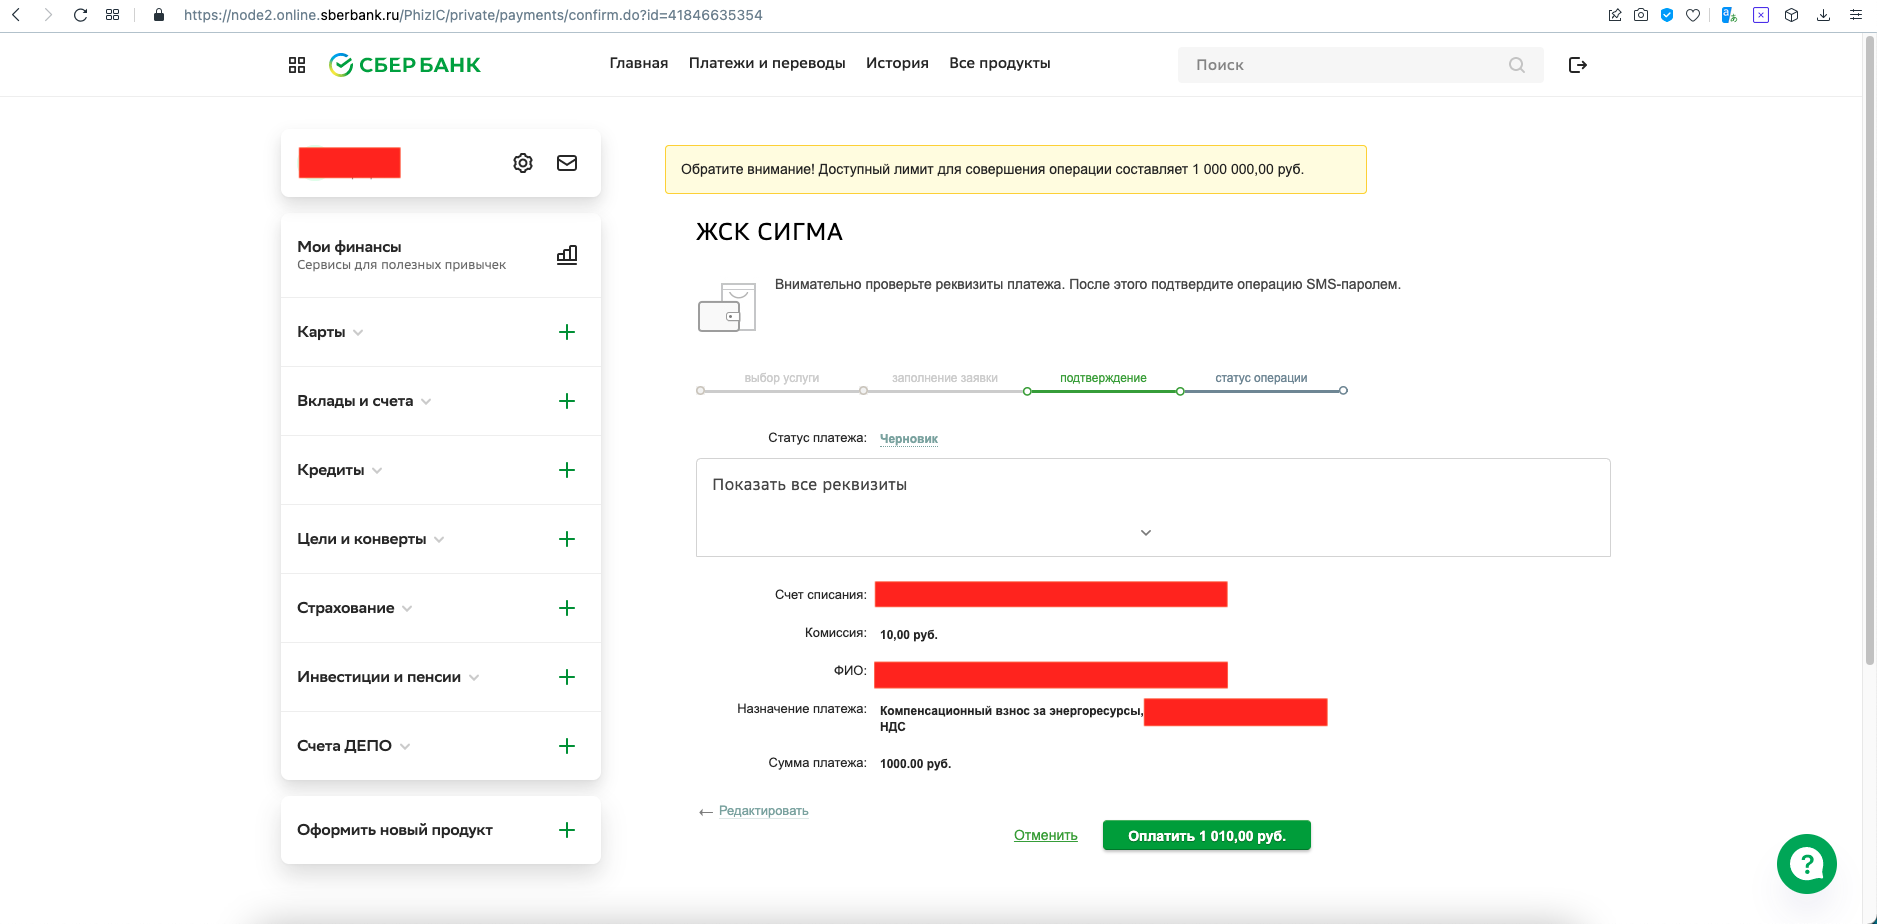 https://node2.online.sberbank.ru/PhizIC/private/payments/confirm.do?id=41846635354
СБЕР БАНК
Главная Платежи и переводы История Все продукты
Поиск
Обратите внимание! Доступный лимит для совершения операции составляет 1 000 000,00 руб.
Мои финансы
Сервисы для полезных привычек
Карты
Вклады и счета
Кредиты
Цели и конверты
Страхование
Инвестиции и пенсии
Счета ДЕПО
Оформить новый продукт
ЖСК СИГМА
Внимательно проверьте реквизиты платежа. После этого подтвердите операцию SMS-паролем.
выбор услуги заполнение заявки подтверждение статус операции
Статус платежа: Черновик
Показать все реквизиты
Счет списания:
Комиссия: 10,00 руб.
ФИО:
Назначение платежа: Компенсационный взнос за энергоресурсы,
НДС
Сумма платежа: 1000.00 руб.
← Редактировать
Отменить Оплатить 1 010,00 руб.